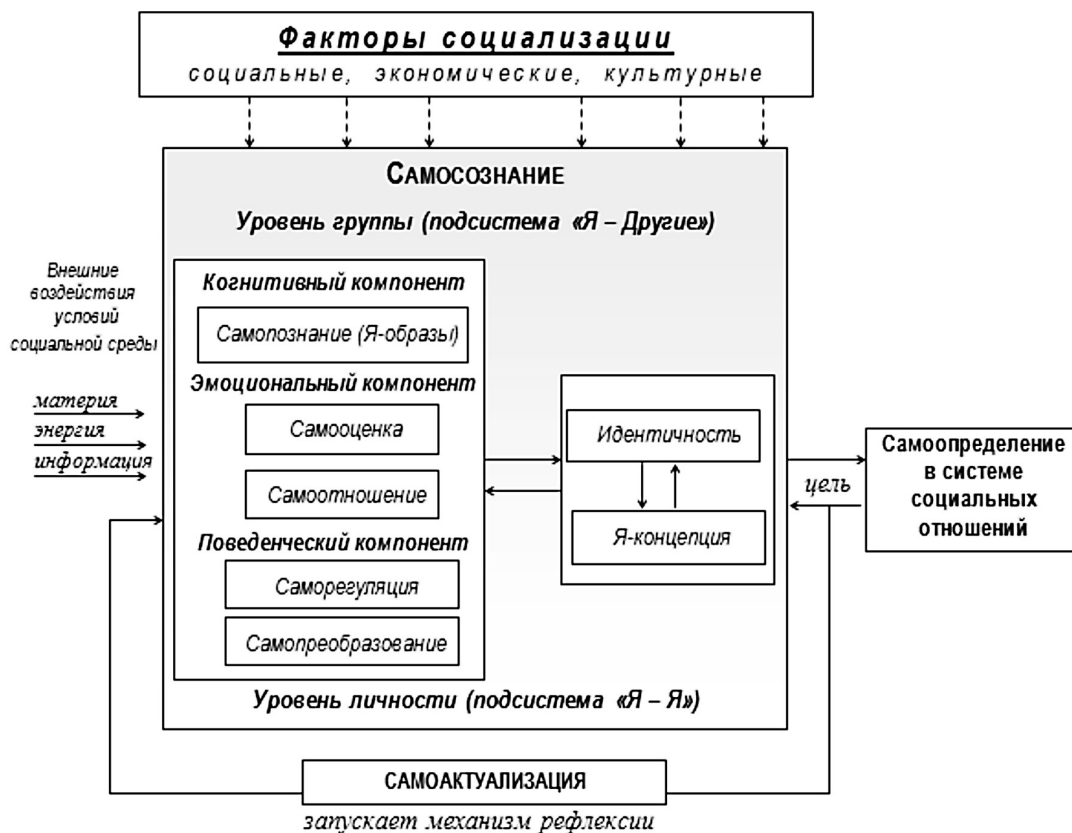 Факторы социализации
социальные, экономические, культурные
САМОСОЗНАНИЕ
Уровень группы (подсистема «Я – Другие»)
Внешние
воздействия
условий
социальной среды
материя
энергия
информация
Когнитивный компонент
Самопознание (Я-образы)
Эмоциональный компонент
Самооценка
Самоотношение
Поведенческий компонент
Саморегуляция
Самопреобразование
Идентичность
Я-концепция
Уровень личности (подсистема «Я – Я»)
цель
Самоопределение
в системе
социальных
отношений
САМОАКТУАЛИЗАЦИЯ
запускает механизм рефлексии